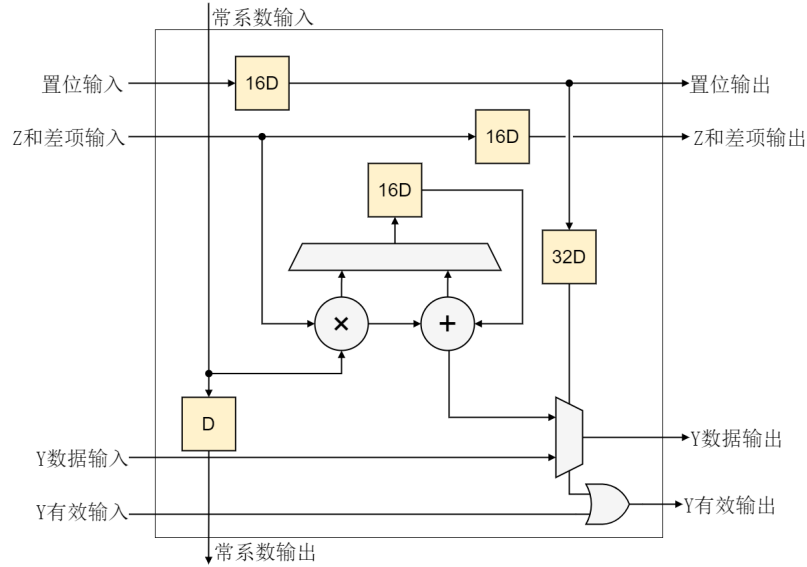 常系数输入
置位输入
16D
置位输出
Z和差项输入
16D
Z和差项输出
16D
32D
×
+
D
Y数据输入
Y数据输出
Y有效输入
Y有效输出
常系数输出